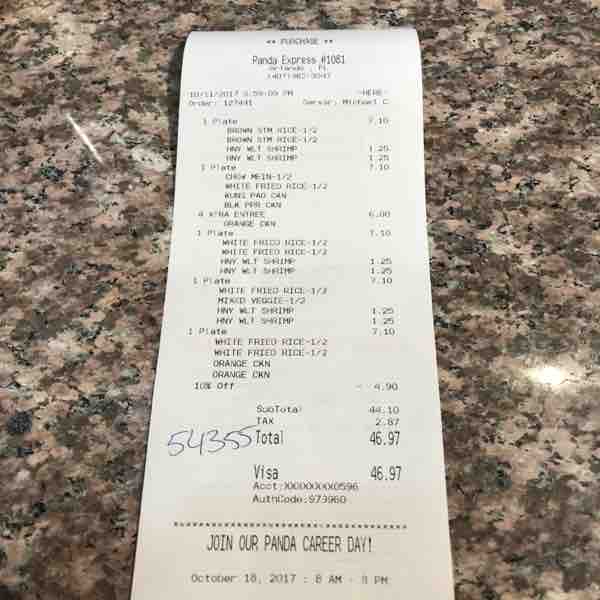 ** PURCHASE **
Panda Express #1081
Orlando , FL
10/11/2017 6:59:09 PM -HERE-
Order: 127441 Server: Michael C
1 Plate 7.10
BROWN STM RICE-1/2
BROWN STM RICE-1/2
HNY WLT SHRIMP 1.25
HNY WLT SHRIMP 1.25
1 Plate 7.10
CHOW MEIN-1/2
WHITE FRIED RICE-1/2
KUNG PAO CKN
BLK PPR CKN
4 XTRA ENTREE 6.00
ORANGE CKN
1 Plate 7.10
WHITE FRIED RICE-1/2
WHITE FRIED RICE-1/2
HNY WLT SHRIMP 1.25
HNY WLT SHRIMP 1.25
1 Plate 7.10
WHITE FRIED RICE-1/2
MIXED VEGGIE-1/2
HNY WLT SHRIMP 1.25
HNY WLT SHRIMP 1.25
1 Plate 7.10
WHITE FRIED RICE-1/2
WHITE FRIED RICE-1/2
ORANGE CKN
ORANGE CKN
10% Off - 4.90
SubTotal 44.10
TAX 2.87
54355 Total 46.97
Visa 46.97
Acct:XXXXXXXX0596
AuthCode:973960
JOIN OUR PANDA CAREER DAY!
October 18, 2017 : 8 AM - 8 PM